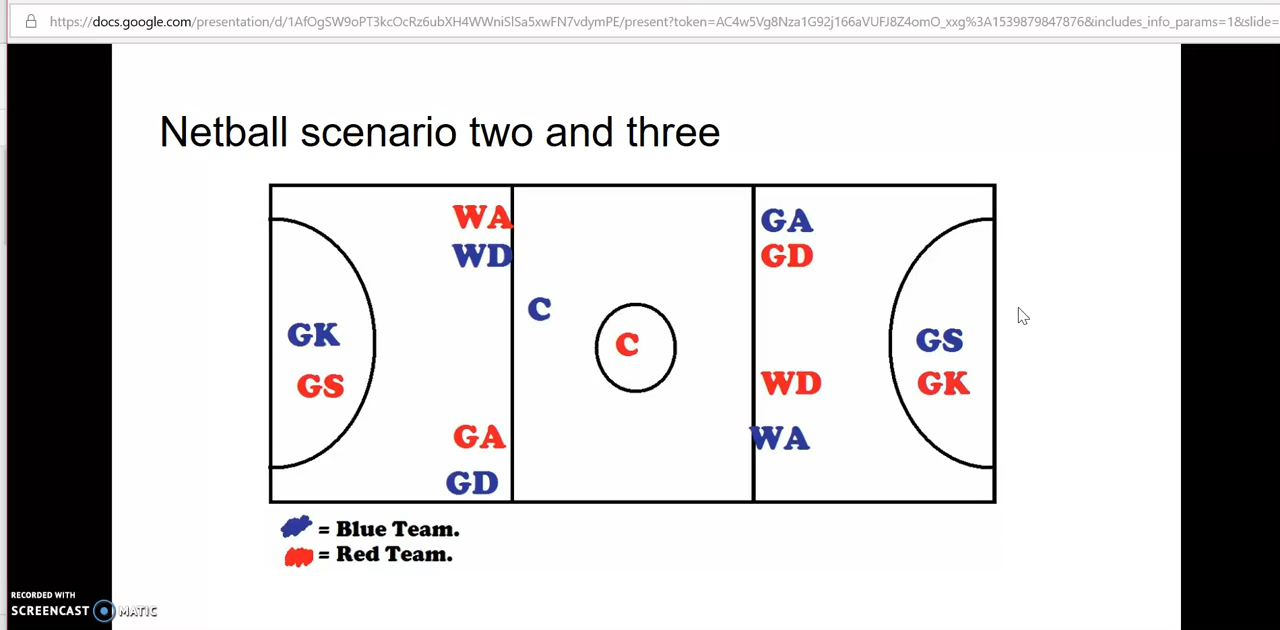 https://docs.google.com/presentation/d/1AfOgSW9oPT3kcOcRz6ubXH4WWniSlSa5xwFN7vdymPE/present?token=AC4w5Vg8Nza1G92j166aVUFJ8Z4omO_xxg%3A1539879847876&includes_info_params=1&slide=
Netball scenario two and three
WA GA
WD GD
C
GK C GS
GS WD GK
GA WA
GD
= Blue Team.
= Red Team.
RECORDED WITH
SCREENCAST MATIC